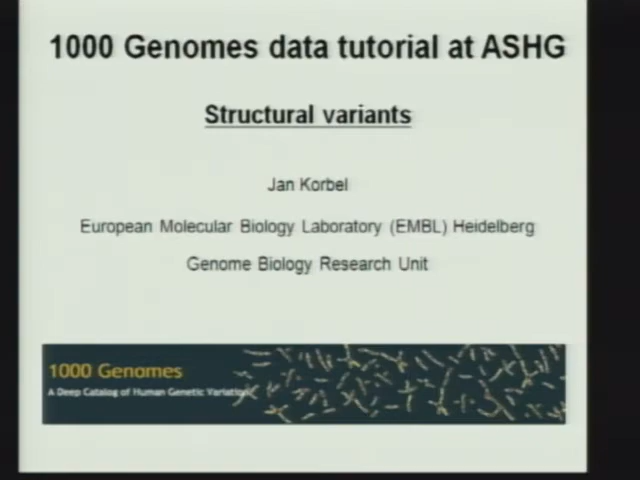 1000 Genomes data tutorial at ASHG
Structural variants
Jan Korbel
European Molecular Biology Laboratory (EMBL) Heidelberg
Genome Biology Research Unit
1000 Genomes
A Deep Catalog of Human Genetic Variation